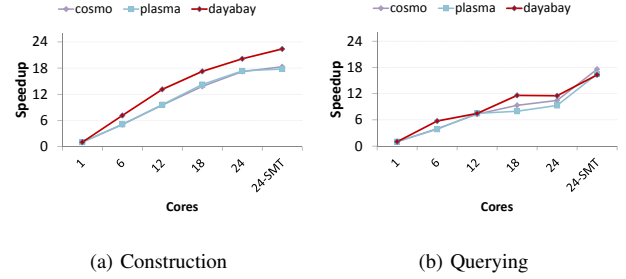 cosmo plasma dayabay
24
18
12
6
0
Speedup
1 6 12 18 24 24-SMT
Cores
(a) Construction
cosmo plasma dayabay
24
18
12
6
0
Speedup
1 6 12 18 24 24-SMT
Cores
(b) Querying